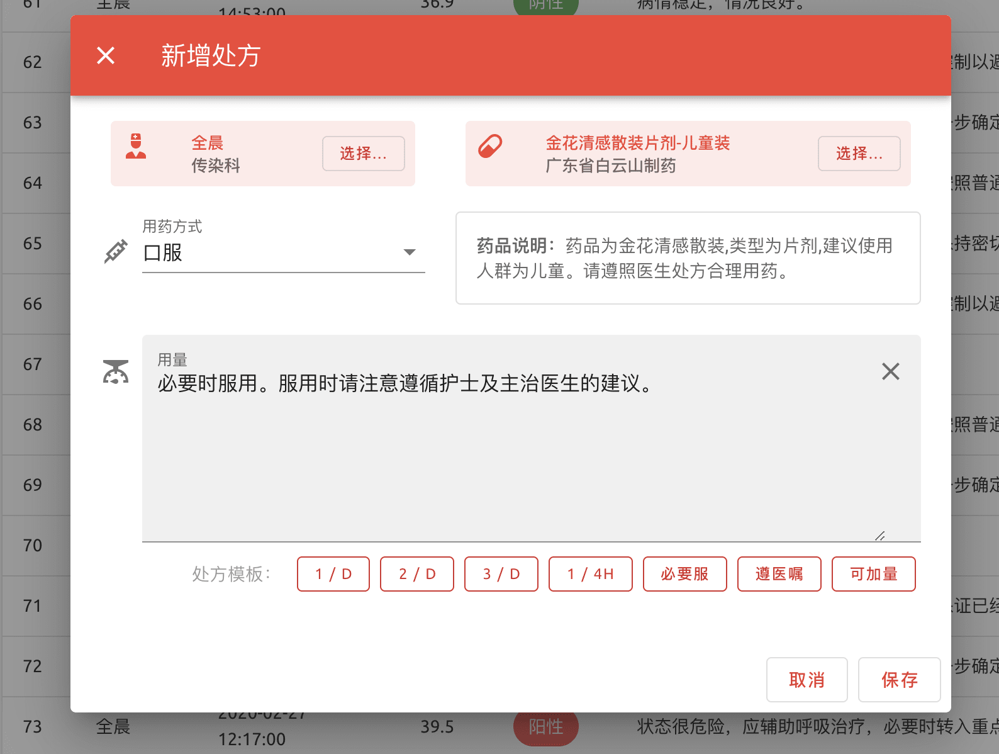 61 全晨 14:53:00 36.9 阴性 病情稳定，情况良好。
新增处方
62 制以避
63 步确定
全晨 选择...
传染科
金花清感散装片剂-儿童装 选择...
广东省白云山制药
64 照普通
用药方式
口服
65 持密切
药品说明：药品为金花清感散装,类型为片剂,建议使用
人群为儿童。请遵照医生处方合理用药。
66 制以避
用量
必要时服用。服用时请注意遵循护士及主治医生的建议。
67
68 照普通
69 步确定
70
处方模板： 1 / D 2 / D 3 / D 1 / 4H 必要服 遵医嘱 可加量
71 证已经
72 步确定
取消 保存
73 全晨 2020-02-27 39.5 阳性 状态很危险，应辅助呼吸治疗，必要时转入重点
12:17:00